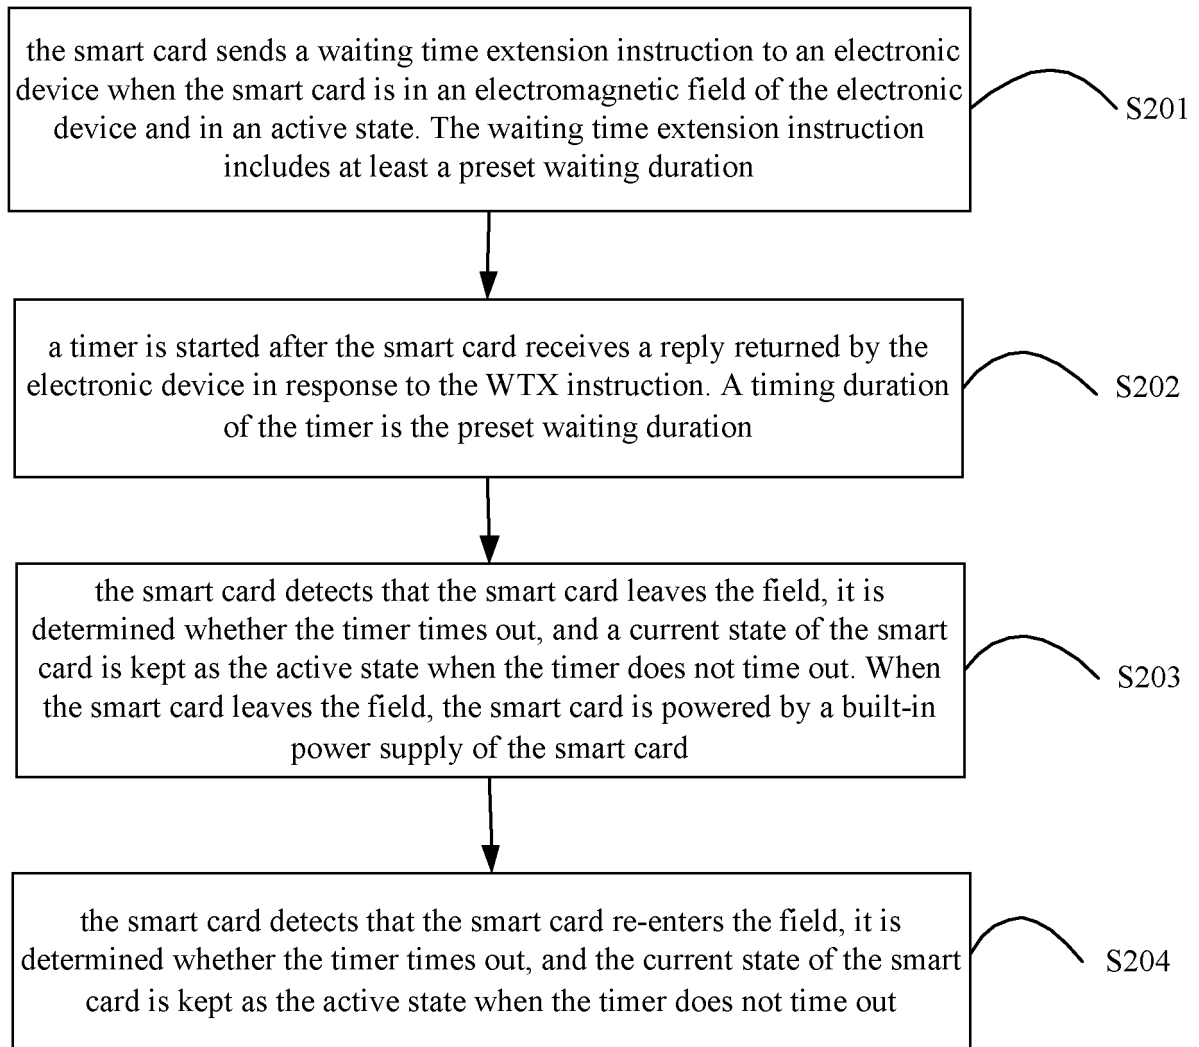 the smart card sends a waiting time extension instruction to an electronic
device when the smart card is in an electromagnetic field of the electronic
device and in an active state. The waiting time extension instruction
includes at least a preset waiting duration
S201
a timer is started after the smart card receives a reply returned by the
electronic device in response to the WTX instruction. A timing duration
of the timer is the preset waiting duration
S202
the smart card detects that the smart card leaves the field, it is
determined whether the timer times out, and a current state of the smart
card is kept as the active state when the timer does not time out. When
the smart card leaves the field, the smart card is powered by a built-in
power supply of the smart card
S203
the smart card detects that the smart card re-enters the field, it is
determined whether the timer times out, and the current state of the smart
card is kept as the active state when the timer does not time out
S204